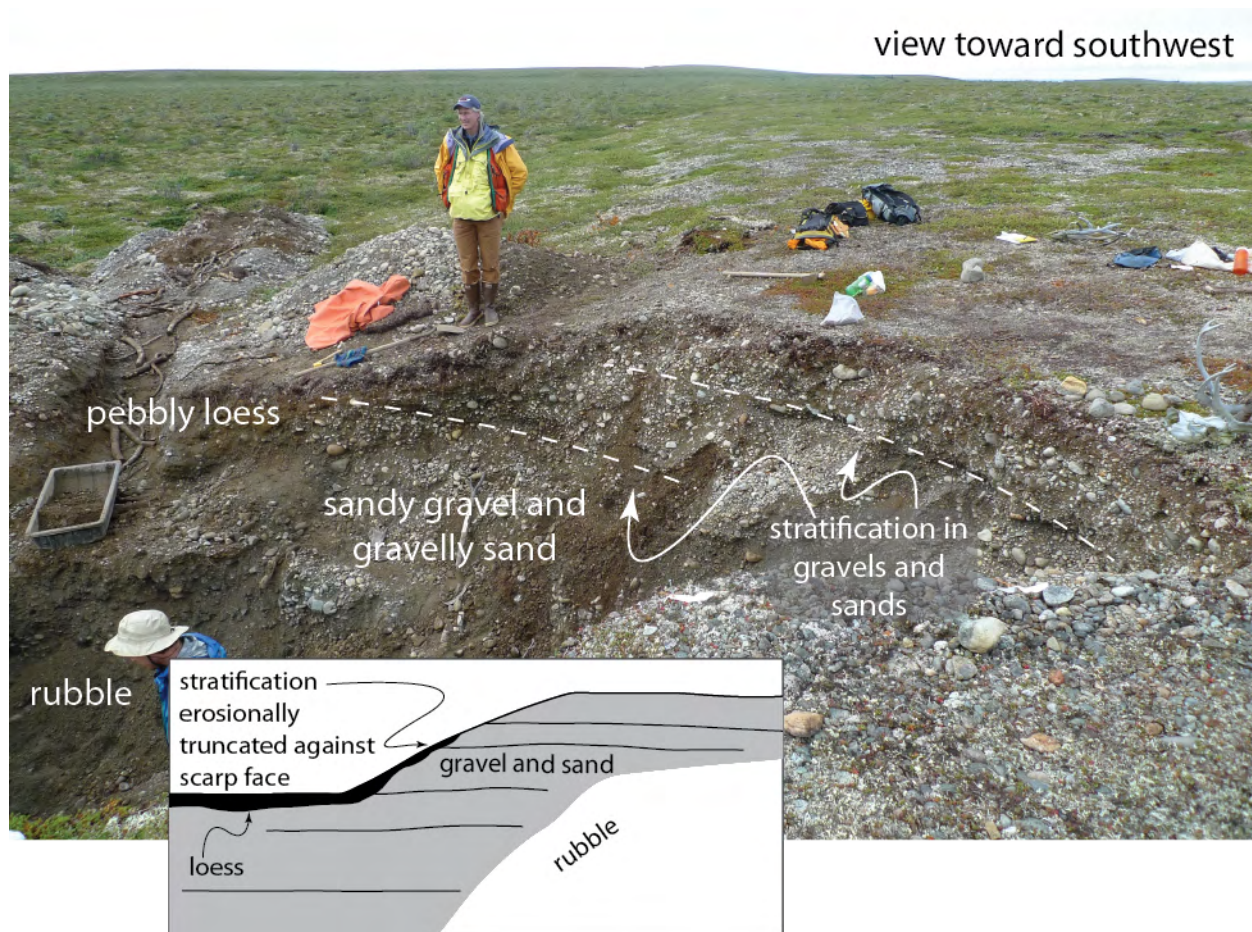 view toward southwest
pebbly loess
sandy gravel and
gravelly sand
stratification in
gravels and
sands
rubble
stratification
erosionally
truncated against
scarp face
gravel and sand
rubble
loess